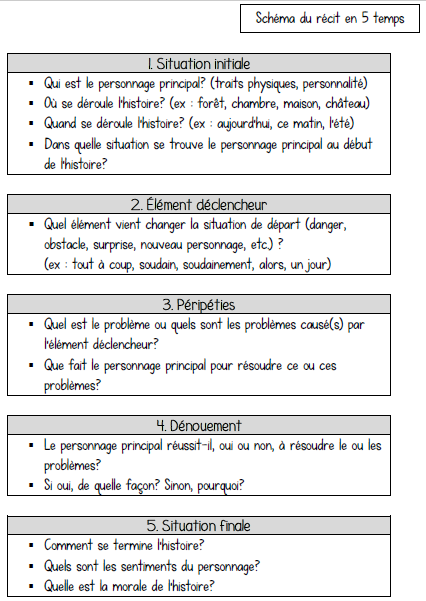 Schéma du récit en 5 temps
1. Situation initiale
▪ Qui est le personnage principal? (traits physiques, personnalité)
▪ Où se déroule l'histoire? (ex : forêt, chambre, maison, château)
▪ Quand se déroule l'histoire? (ex : aujourd'hui, ce matin, l'été)
▪ Dans quelle situation se trouve le personnage principal au début
de l'histoire?
2. Élément déclencheur
▪ Quel élément vient changer la situation de départ (danger,
obstacle, surprise, nouveau personnage, etc.) ?
(ex : tout à coup, soudain, soudainement, alors, un jour)
3. Péripéties
▪ Quel est le problème ou quels sont les problèmes causé(s) par
l'élément déclencheur?
▪ Que fait le personnage principal pour résoudre ce ou ces
problèmes?
4. Dénouement
▪ Le personnage principal réussit-il, oui ou non, à résoudre le ou les
problèmes?
▪ Si oui, de quelle façon? Sinon, pourquoi?
5. Situation finale
▪ Comment se termine l'histoire?
▪ Quels sont les sentiments du personnage?
▪ Quelle est la morale de l'histoire?